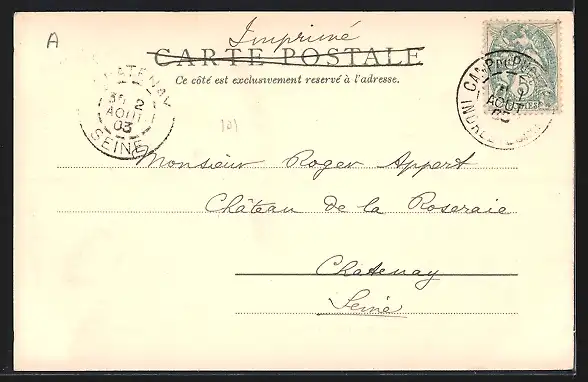 A
Imprimé
CARTE POSTALE
Ce côté est exclusivement reservé à l'adresse.
CHATENAY
2
AOUT
03
SEINE
AOUT
INDRE
101
Monsieur Roger Appert
Château de la Roseraie
Chatenay
Seine